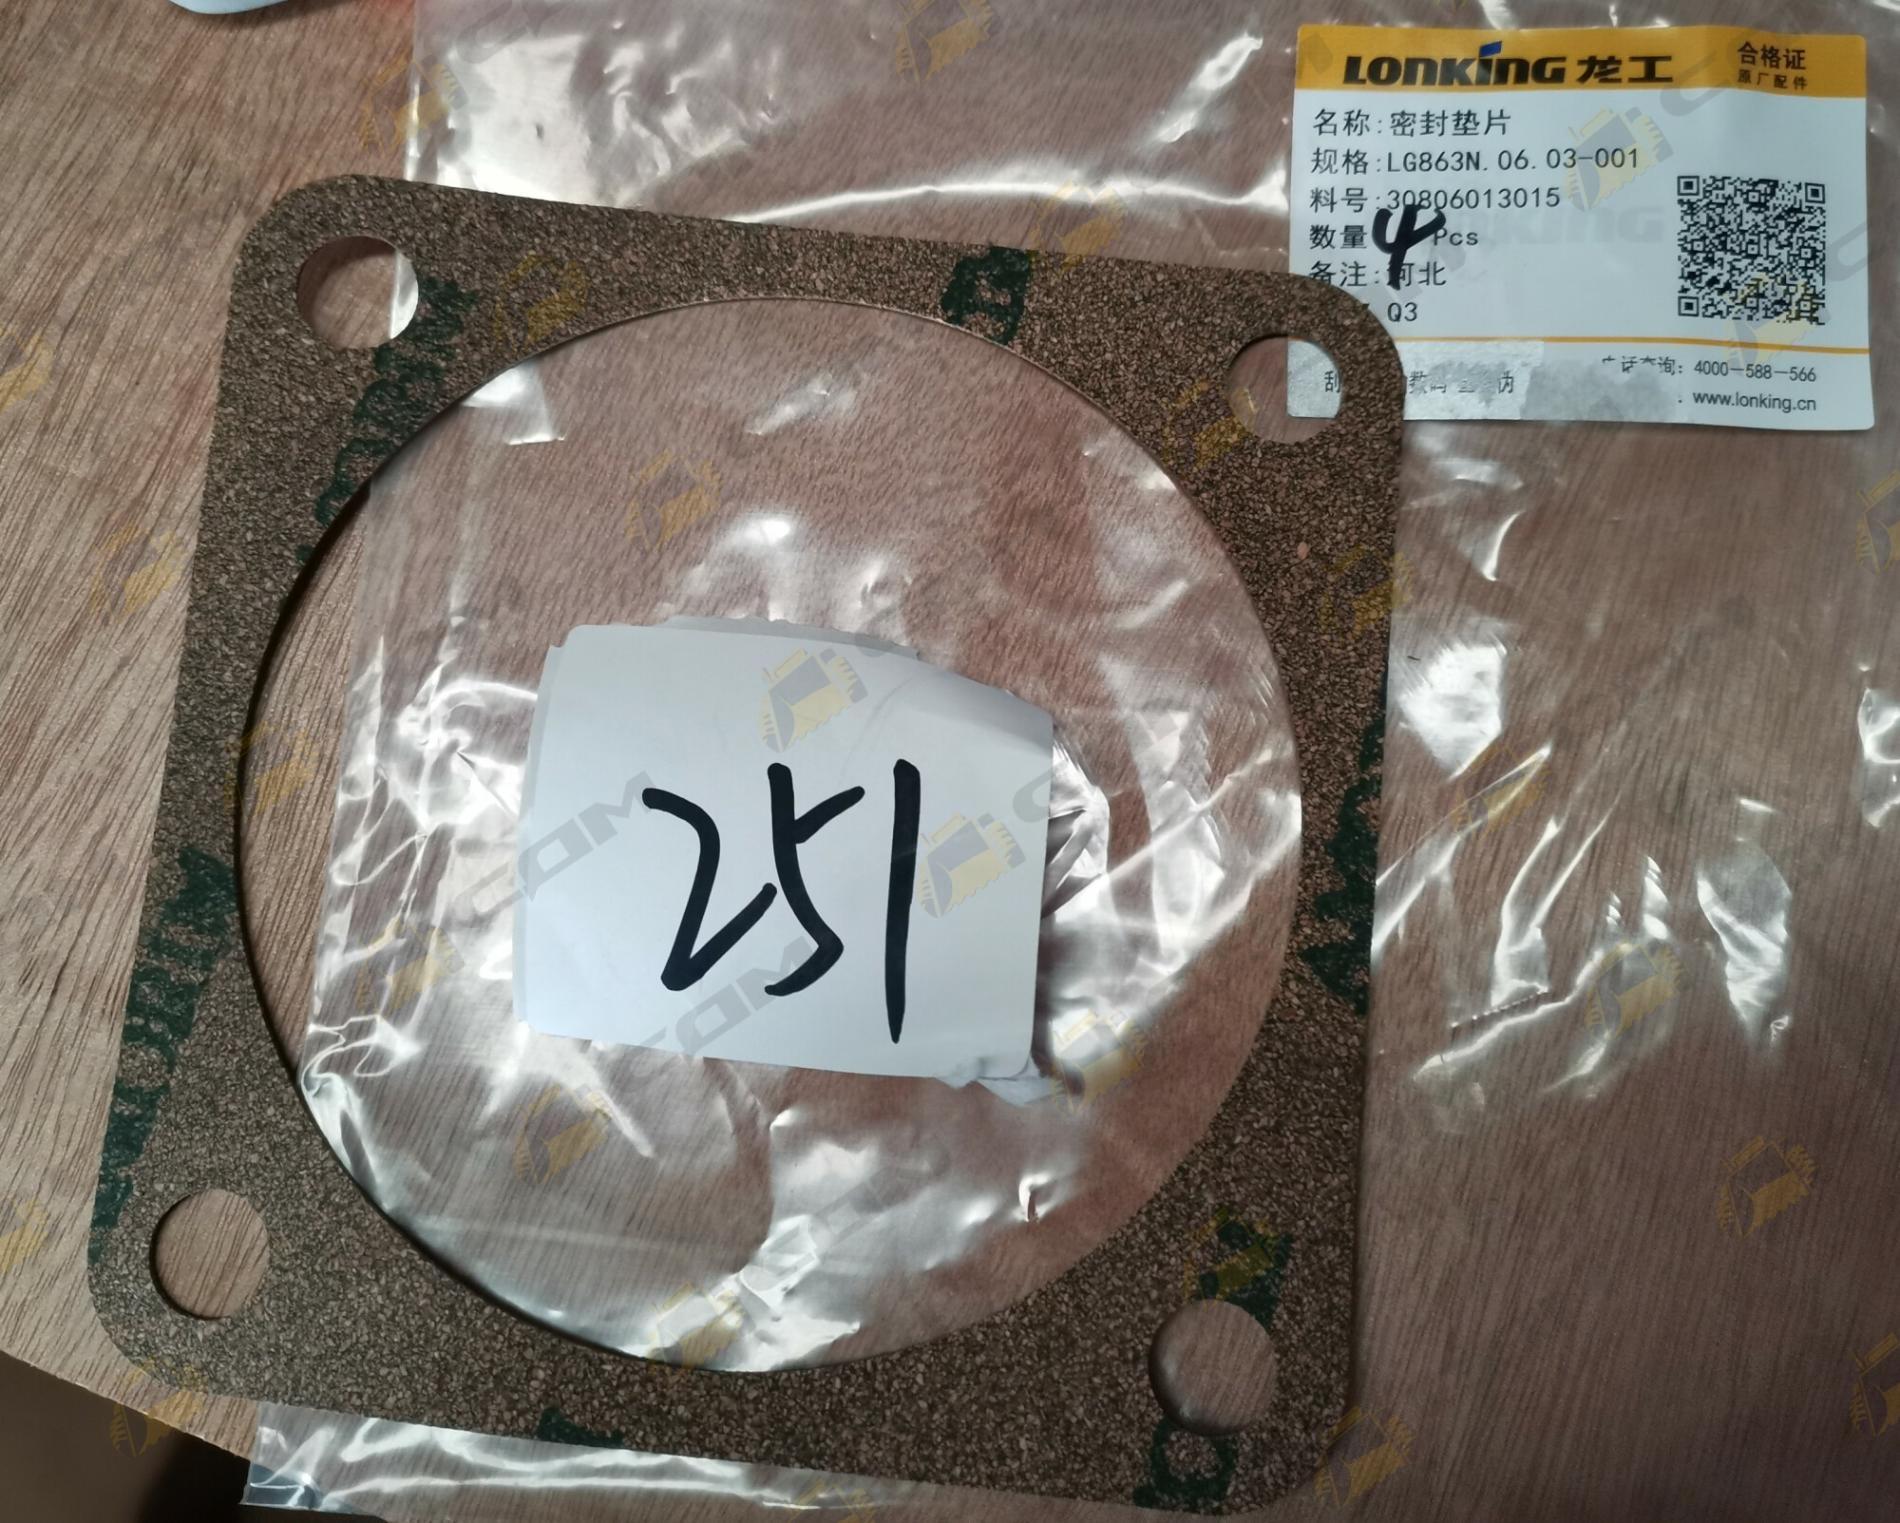 LONKING 龙工
合格证
原厂配件
名称:密封垫片
规格:LG863N.06.03-001
料号:30806013015
数量 4 Pcs
备注:河北
Q3
电话查询: 4000-588-566
www.lonking.cn
251